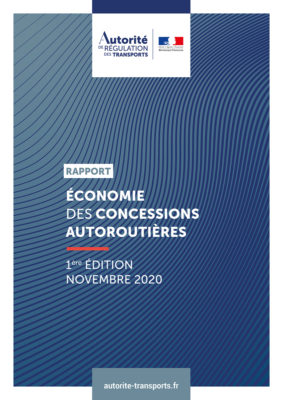 Autorité
DE RÉGULATION
DES TRANSPORTS
RAPPORT
ÉCONOMIE
DES CONCESSIONS
AUTOROUTIÈRES
1ère ÉDITION
NOVEMBRE 2020
autorite-transports.fr